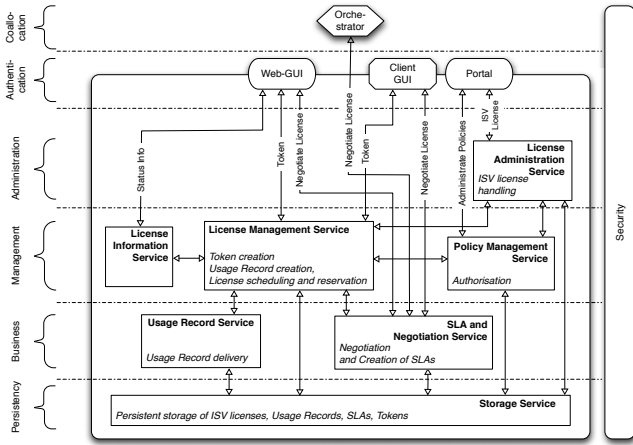 Coallo-
cation
Orche-
strator
Authenti-
cation
Web-GUI
Client
GUI
Portal
Administration
Status Info
Token
Negotiate License
Negotiate License
Token
Negotiate License
Administrate Policies
ISV
License
License
Administration
Service
ISV license
handling
Security
Management
License
Information
Service
License Management Service
Token creation
Usage Record creation,
License scheduling and reservation
Policy Management
Service
Authorisation
Business
Usage Record Service
Usage Record delivery
SLA and
Negotiation Service
Negotiation
and Creation of SLAs
Persistency
Storage Service
Persistent storage of ISV licenses, Usage Records, SLAs, Tokens